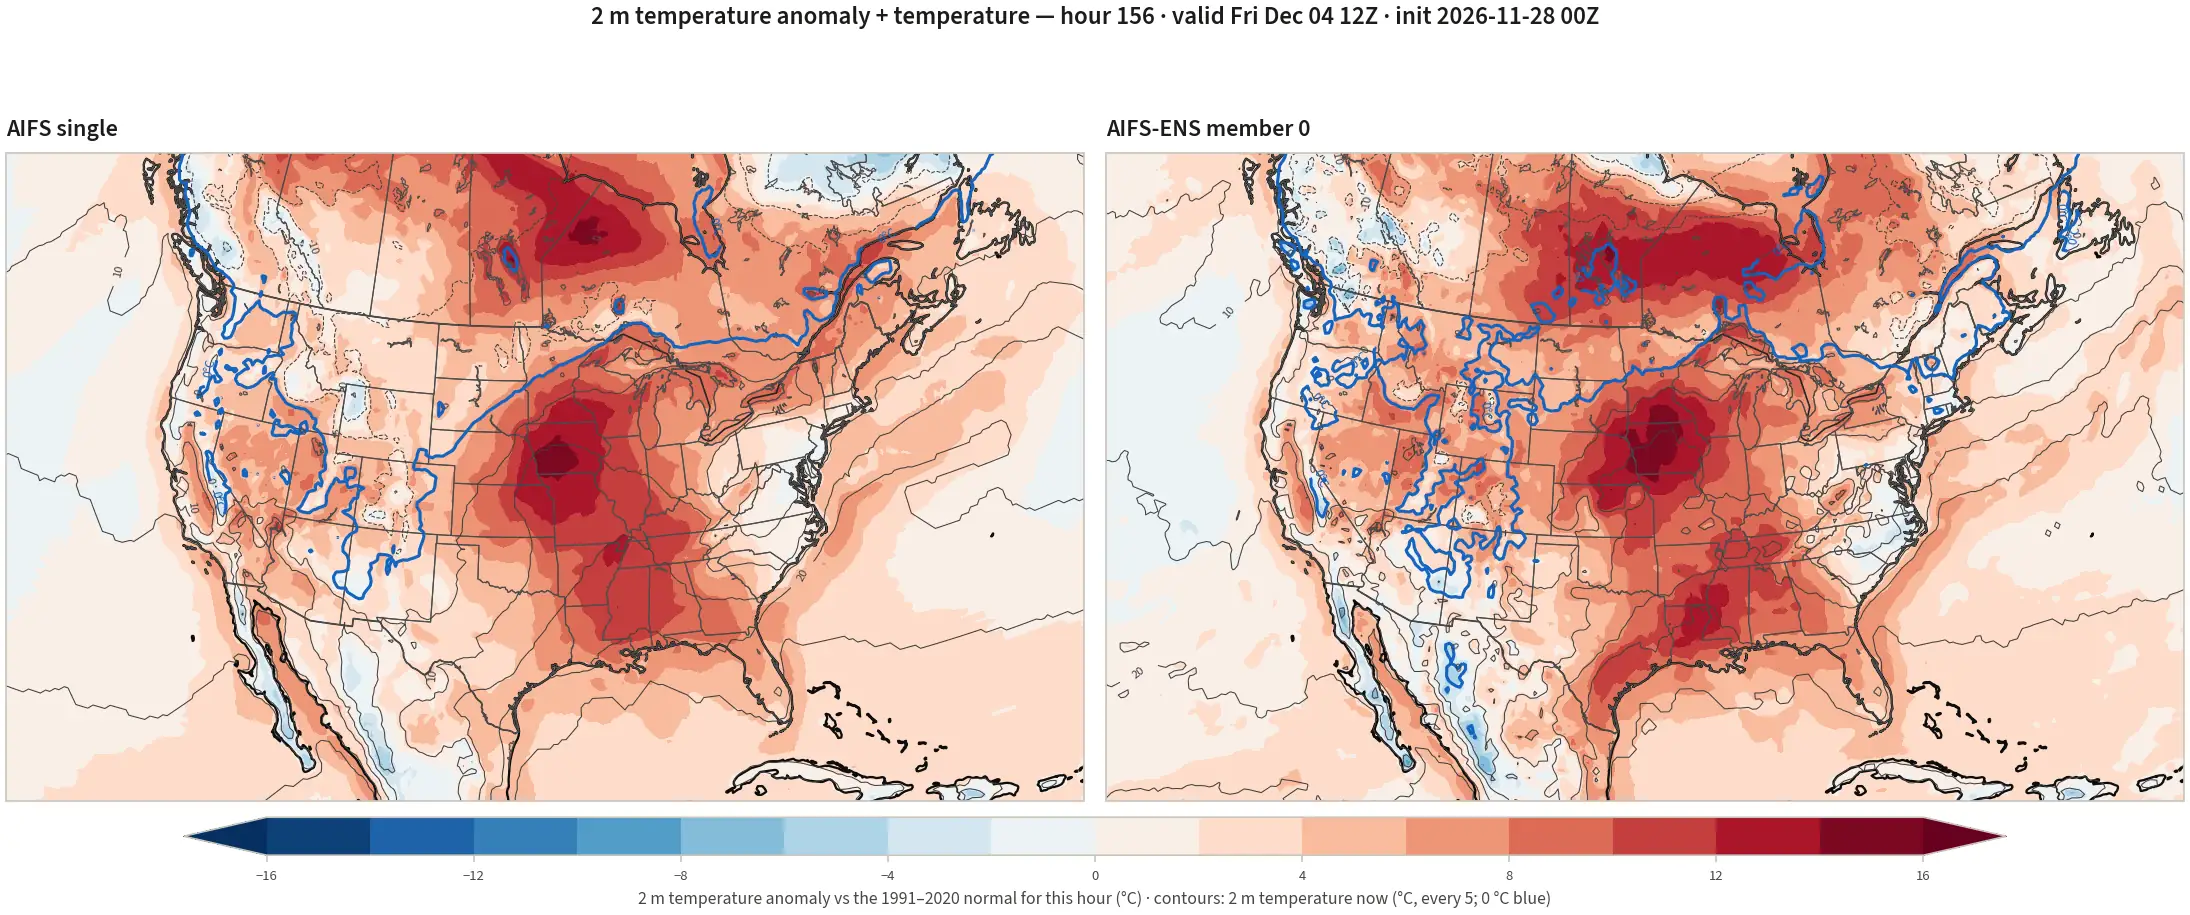 2 m temperature anomaly + temperature — hour 156 · valid Fri Dec 04 12Z · init 2026-11-28 00Z
AIFS single
AIFS-ENS member 0
−16 −12 −8 −4 0 4 8 12 16
2 m temperature anomaly vs the 1991–2020 normal for this hour (°C) · contours: 2 m temperature now (°C, every 5; 0 °C blue)